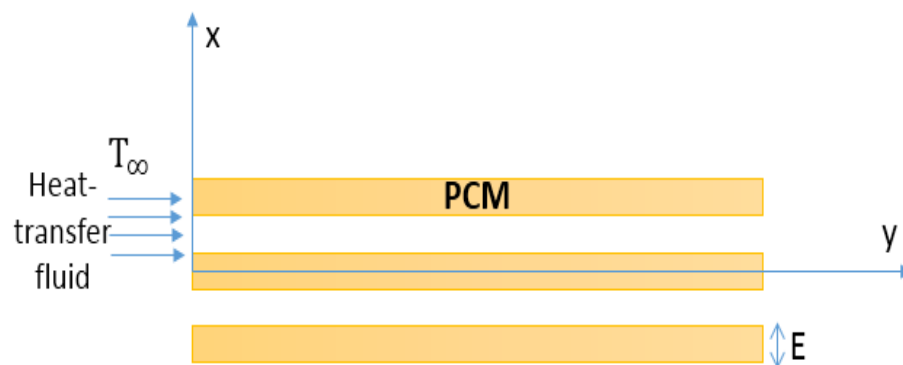 x
T∞
Heat-
transfer
fluid
PCM
y
E